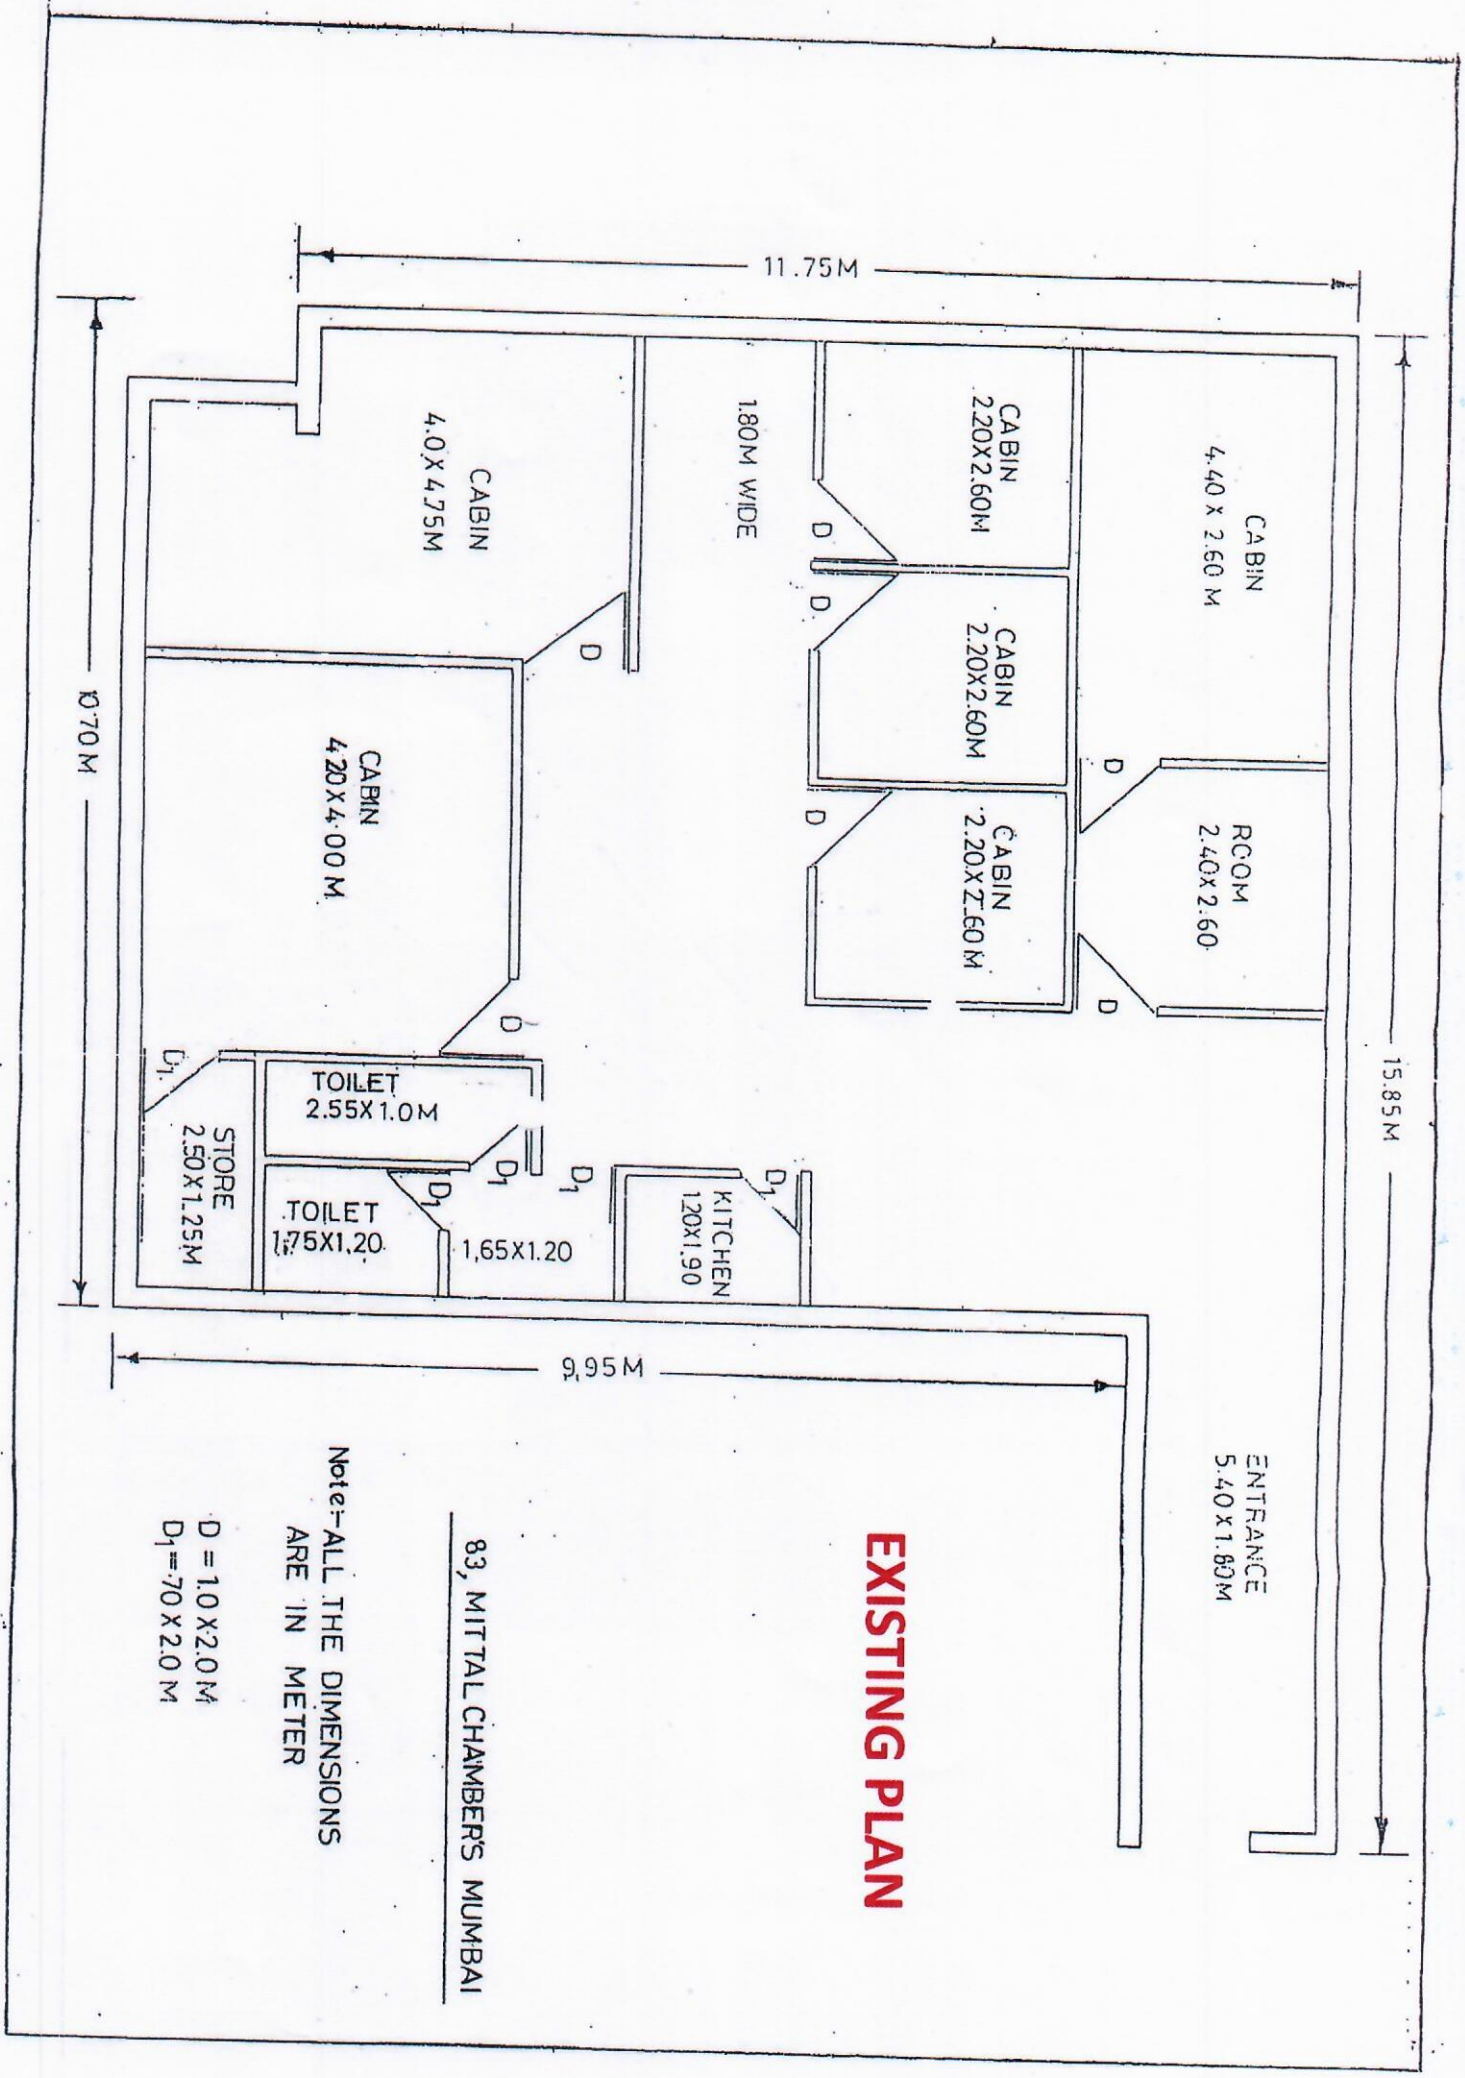 15.85M
11.75M
CABIN
4.40 X 2.60 M
ROOM
2.40X2.60
ENTRANCE
5.40X1.80M
CABIN
2.20X2.60M
CABIN
2.20X2.60M
CABIN
2.20X2.60M
1.80M WIDE
D
D
D
D
D
CABIN
4.0X4.75M
D
CABIN
4.20X4.00M
D
KITCHEN
1.20X1.90
D1
D1
1.65X1.20
D1
D1
TOILET
2.55X1.0M
TOILET
1.75X1.20
STORE
2.50X1.25M
D1
10.70M
9.95M
EXISTING PLAN
83, MITTAL CHAMBER'S MUMBAI
Note:-ALL THE DIMENSIONS
ARE IN METER
D = 1.0 X 2.0 M
D1=.70 X 2.0 M